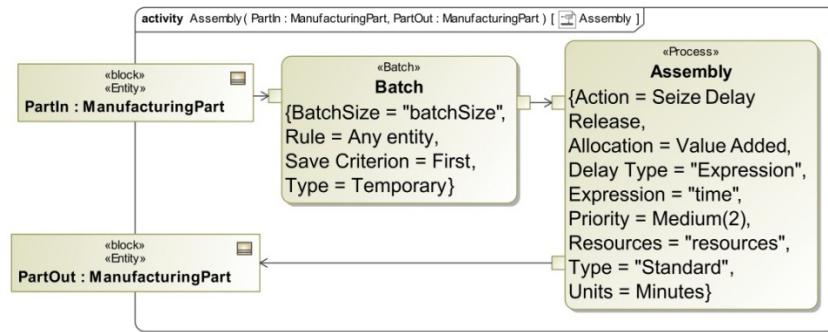 activity Assembly( PartIn : ManufacturingPart, PartOut : ManufacturingPart ) [ Assembly ]
«block»
«Entity»
PartIn : ManufacturingPart
«Batch»
Batch
{BatchSize = "batchSize",
Rule = Any entity,
Save Criterion = First,
Type = Temporary}
«Process»
Assembly
{Action = Seize Delay
Release,
Allocation = Value Added,
Delay Type = "Expression",
Expression = "time",
Priority = Medium(2),
Resources = "resources",
Type = "Standard",
Units = Minutes}
«block»
«Entity»
PartOut : ManufacturingPart